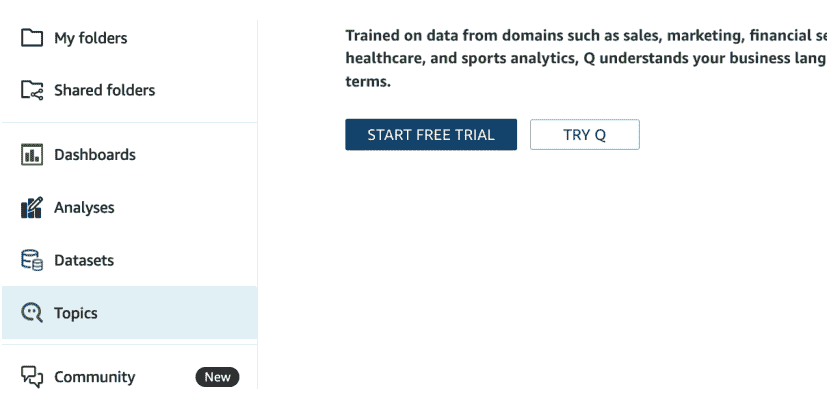 My folders
Shared folders
Dashboards
Analyses
Datasets
Topics
Community New
Trained on data from domains such as sales, marketing, financial
healthcare, and sports analytics, Q understands your business
terms.
START FREE TRIAL
TRY Q